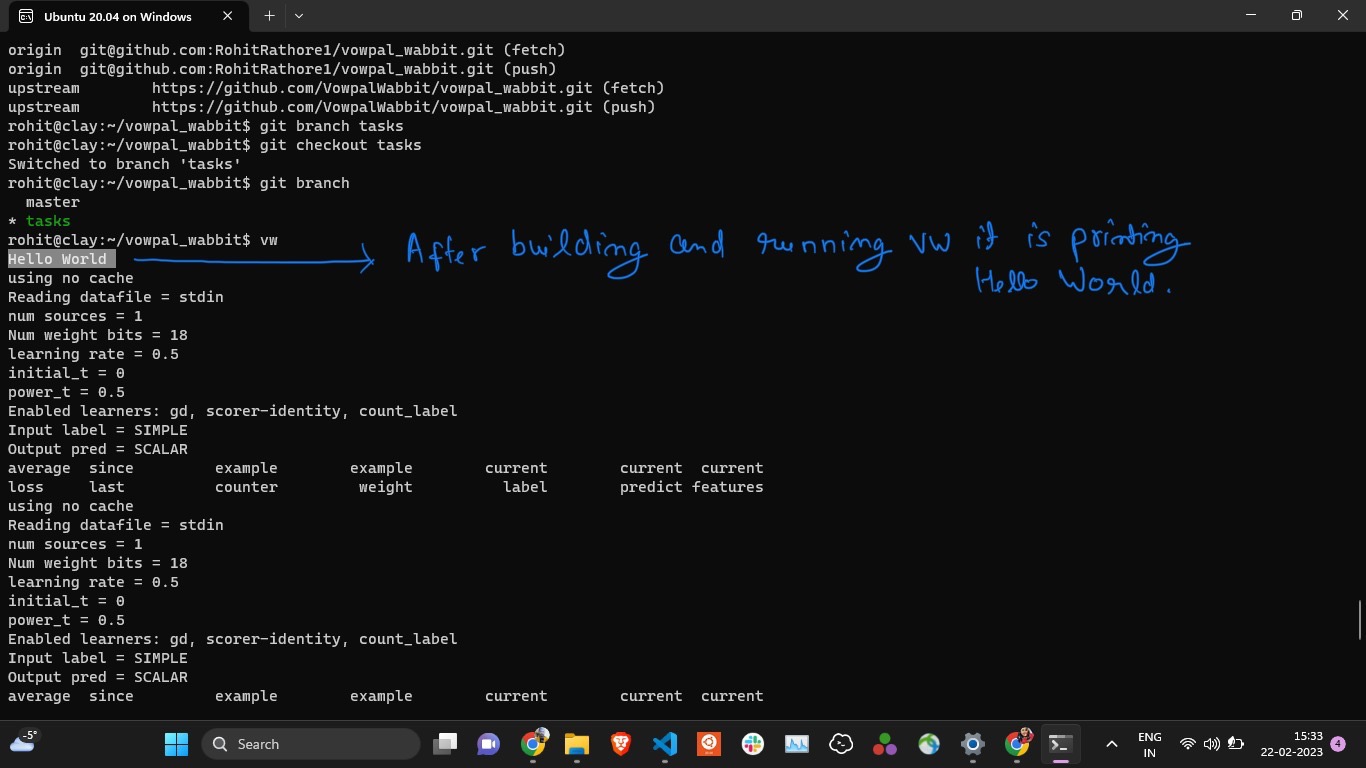 Ubuntu 20.04 on Windows
origin  git@github.com:RohitRathore1/vowpal_wabbit.git (fetch)
origin  git@github.com:RohitRathore1/vowpal_wabbit.git (push)
upstream        https://github.com/VowpalWabbit/vowpal_wabbit.git (fetch)
upstream        https://github.com/VowpalWabbit/vowpal_wabbit.git (push)
rohit@clay:~/vowpal_wabbit$ git branch tasks
rohit@clay:~/vowpal_wabbit$ git checkout tasks
Switched to branch 'tasks'
rohit@clay:~/vowpal_wabbit$ git branch
  master
* tasks
rohit@clay:~/vowpal_wabbit$ vw
After building and running vw it is printing
Hello World.
Hello World
using no cache
Reading datafile = stdin
num sources = 1
Num weight bits = 18
learning rate = 0.5
initial_t = 0
power_t = 0.5
Enabled learners: gd, scorer-identity, count_label
Input label = SIMPLE
Output pred = SCALAR
average  since         example        example        current        current  current
loss     last          counter         weight          label        predict features
using no cache
Reading datafile = stdin
num sources = 1
Num weight bits = 18
learning rate = 0.5
initial_t = 0
power_t = 0.5
Enabled learners: gd, scorer-identity, count_label
Input label = SIMPLE
Output pred = SCALAR
average  since         example        example        current        current  current
-5°
Search
ENG
IN
15:33
22-02-2023
4